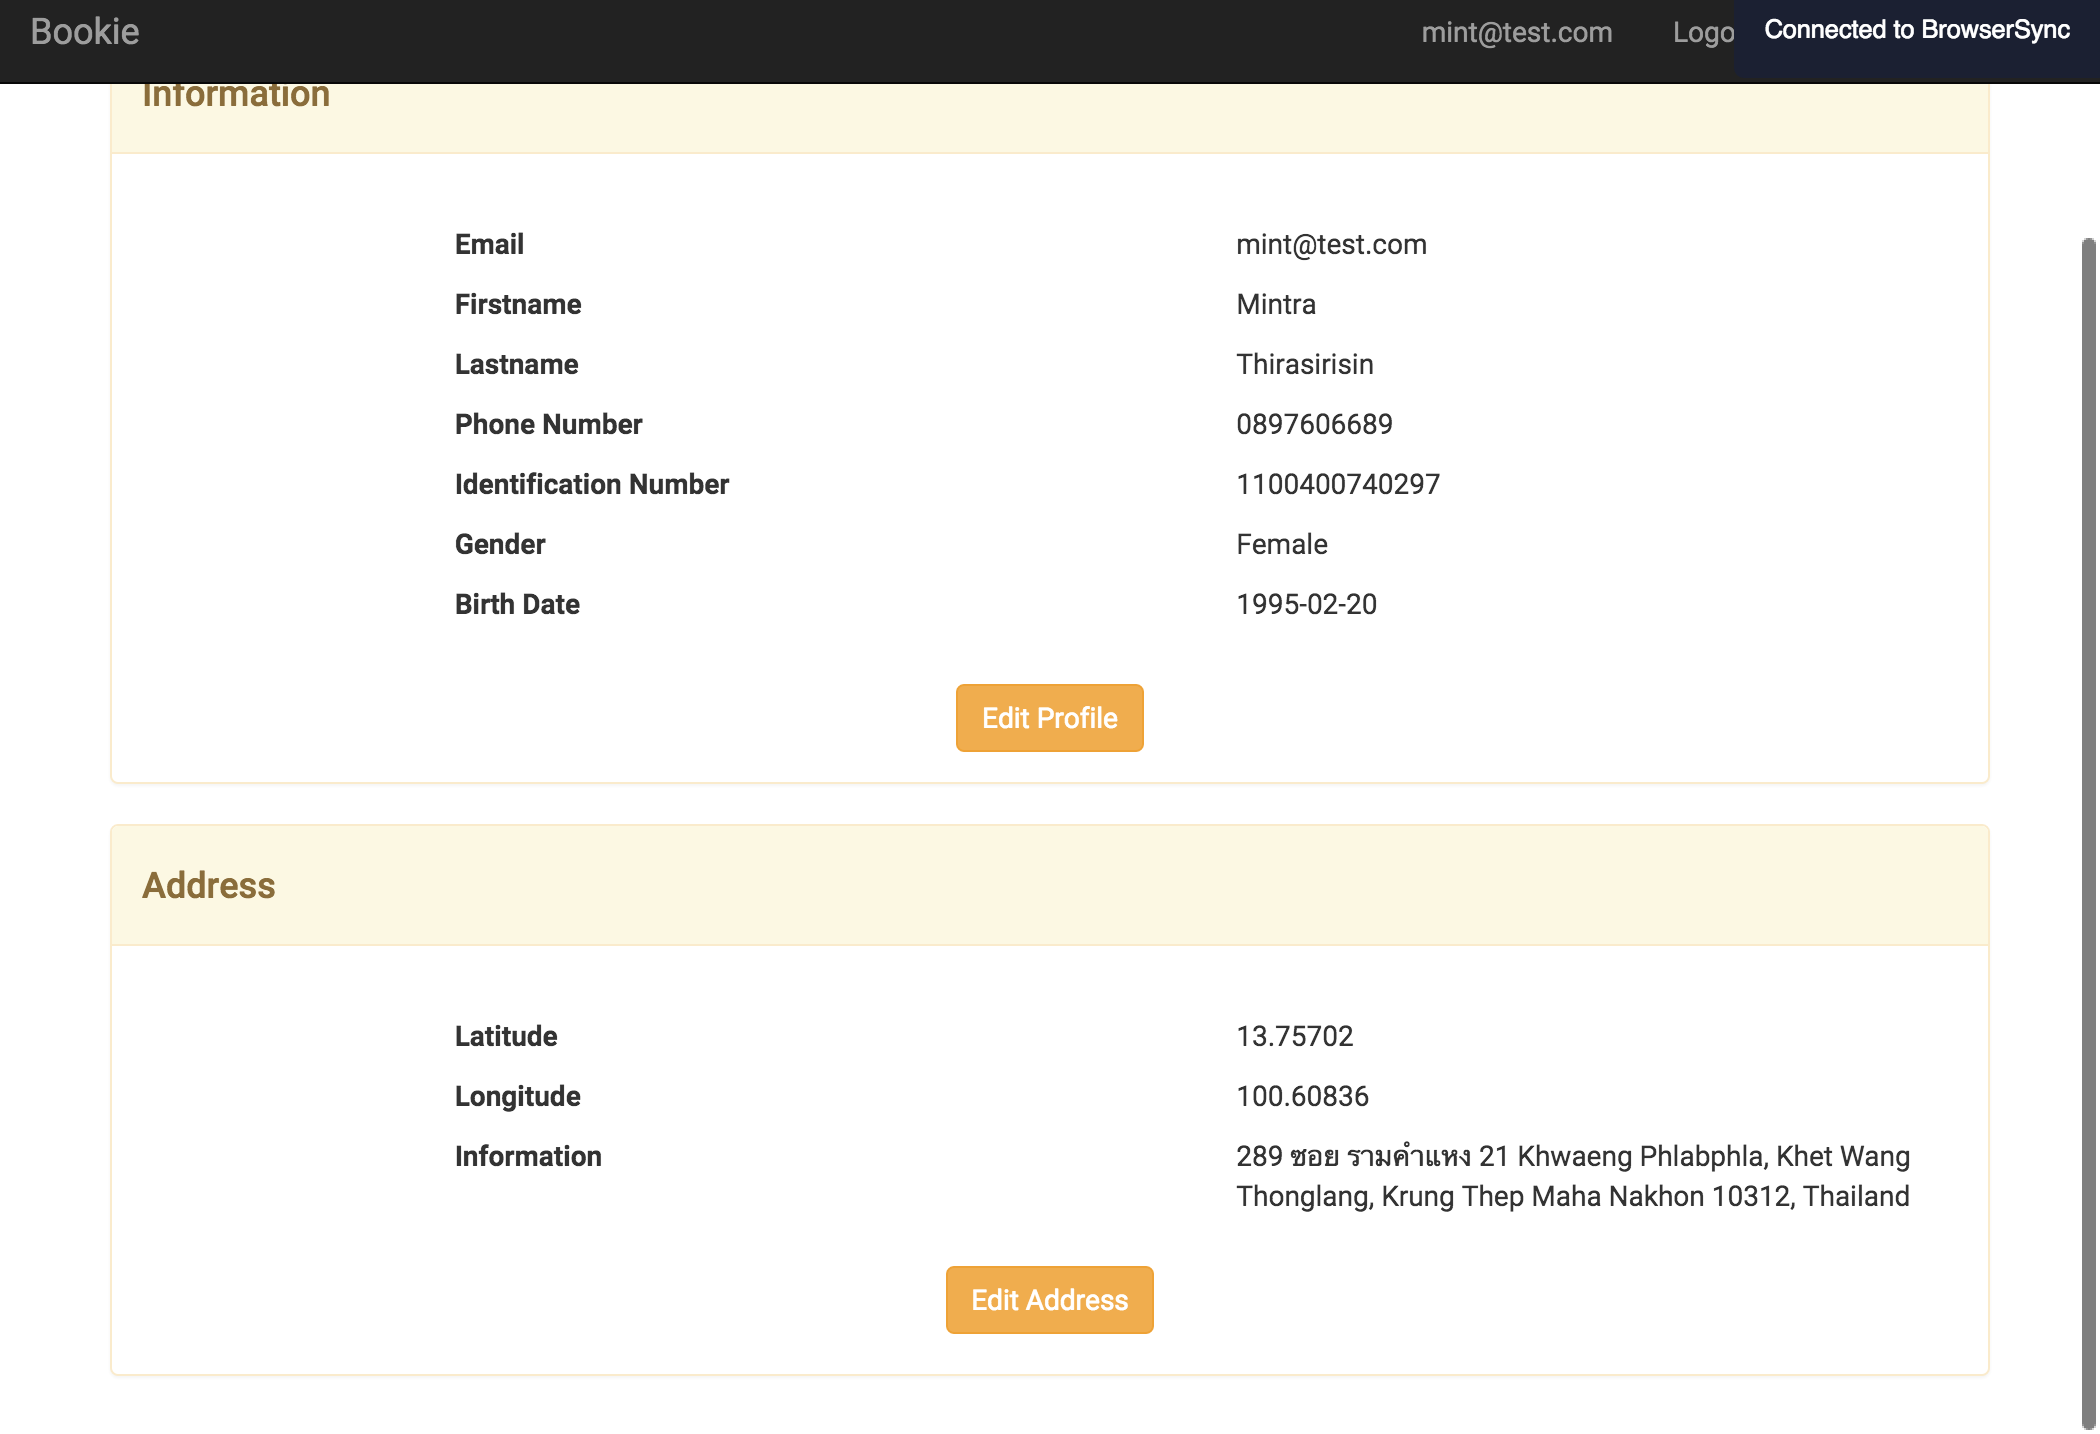 Bookie
mint@test.com
Logo
Connected to BrowserSync
Information
Email mint@test.com
Firstname Mintra
Lastname Thirasirisin
Phone Number 0897606689
Identification Number 1100400740297
Gender Female
Birth Date 1995-02-20
Edit Profile
Address
Latitude 13.75702
Longitude 100.60836
Information 289 ซอย รามคำแหง 21 Khwaeng Phlabphla, Khet Wang
Thonglang, Krung Thep Maha Nakhon 10312, Thailand
Edit Address